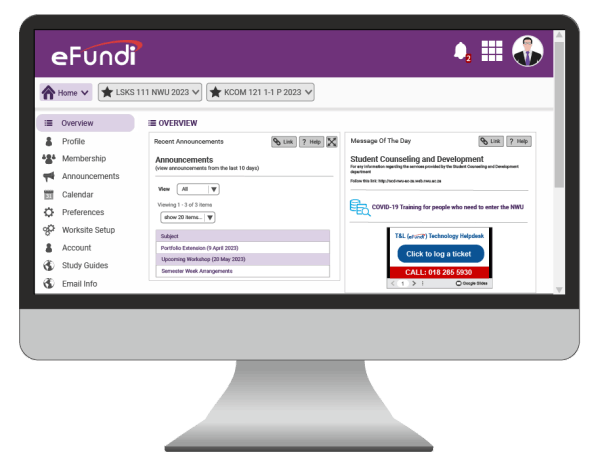 eFundi
2
Home
LSKS 111 NWU 2023
KCOM 121 1-1 P 2023
Overview
Profile
Membership
Announcements
Calendar
Preferences
Worksite Setup
Account
Study Guides
Email Info
OVERVIEW
Recent Announcements
Link
? Help
Announcements
(view announcements from the last 10 days)
View All
Viewing 1 - 3 of 3 items
show 20 items...
Subject
Portfolio Extension (9 April 2023)
Upcoming Workshop (20 May 2023)
Semester Week Arrangements
Message Of The Day
Link
? Help
Student Counseling and Development
For any information regarding the services provided by the Student Counseling and Development
department
Follow this link:
COVID-19 Training for people who need to enter the NWU
T&L (eFundi) Technology Helpdesk
Click to log a ticket
CALL: 018 285 5930
< 1 >
Google Slides